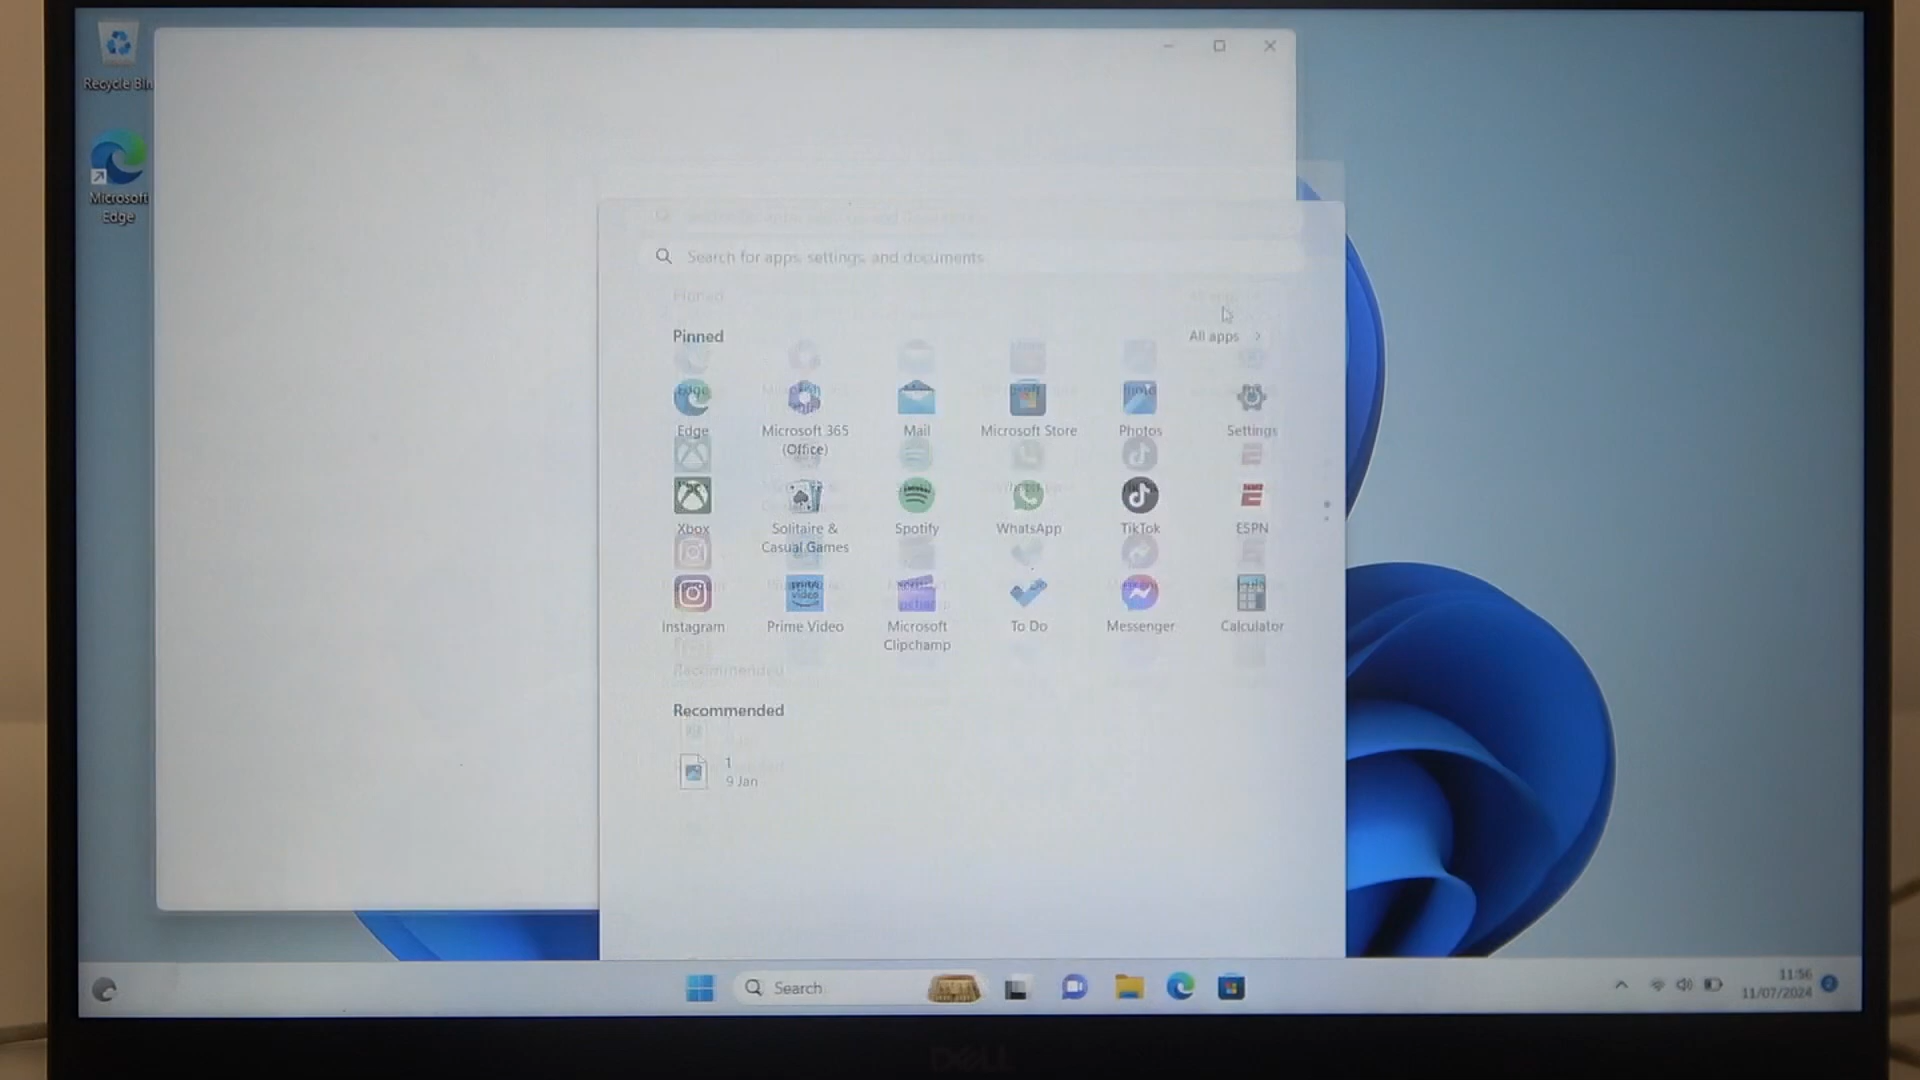 Recycle Bin
Microsoft
Edge
Search for apps, settings, and documents
Pinned
All apps
Edge
Microsoft 365
(Office)
Mail
Microsoft Store
Photos
Settings
Xbox
Solitaire &
Casual Games
Spotify
WhatsApp
TikTok
ESPN
Instagram
Prime Video
Microsoft
Clipchamp
To Do
Messenger
Calculator
Recommended
1
9 Jan
Search
11:56
11/07/2024
DELL